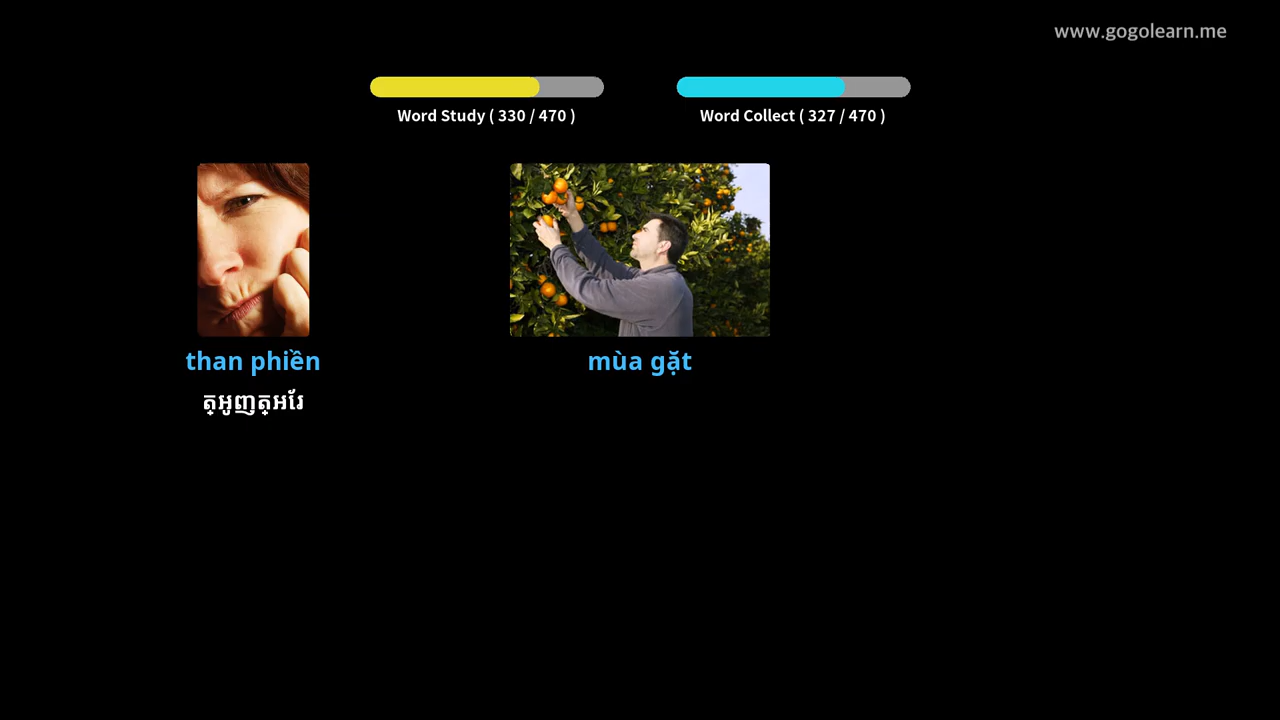 www.gogolearn.me
Word Study ( 330 / 470 )
Word Collect ( 327 / 470 )
than phiền
mùa gặt
ត្អូញត្អរែ